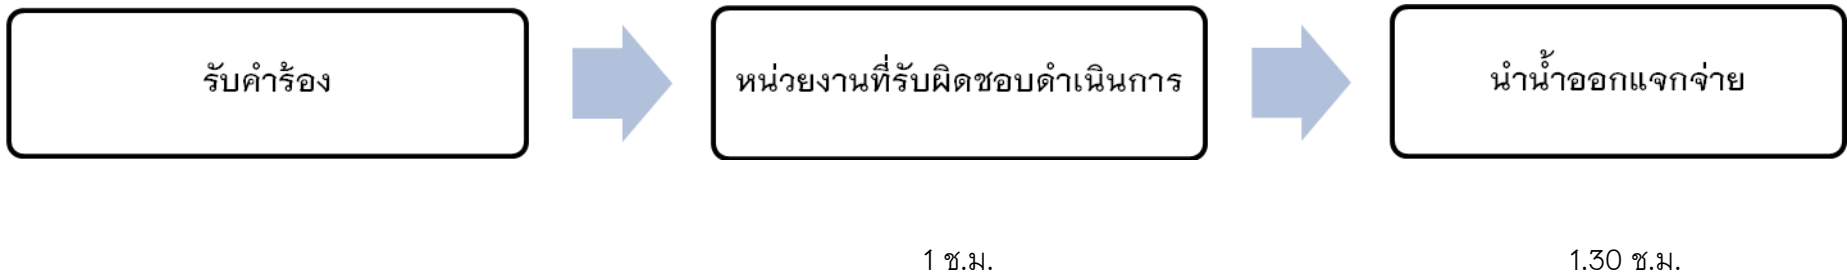 รับคำร้อง
หน่วยงานที่รับผิดชอบดำเนินการ
นำน้ำออกแจกจ่าย
1 ช.ม.
1.30 ช.ม.